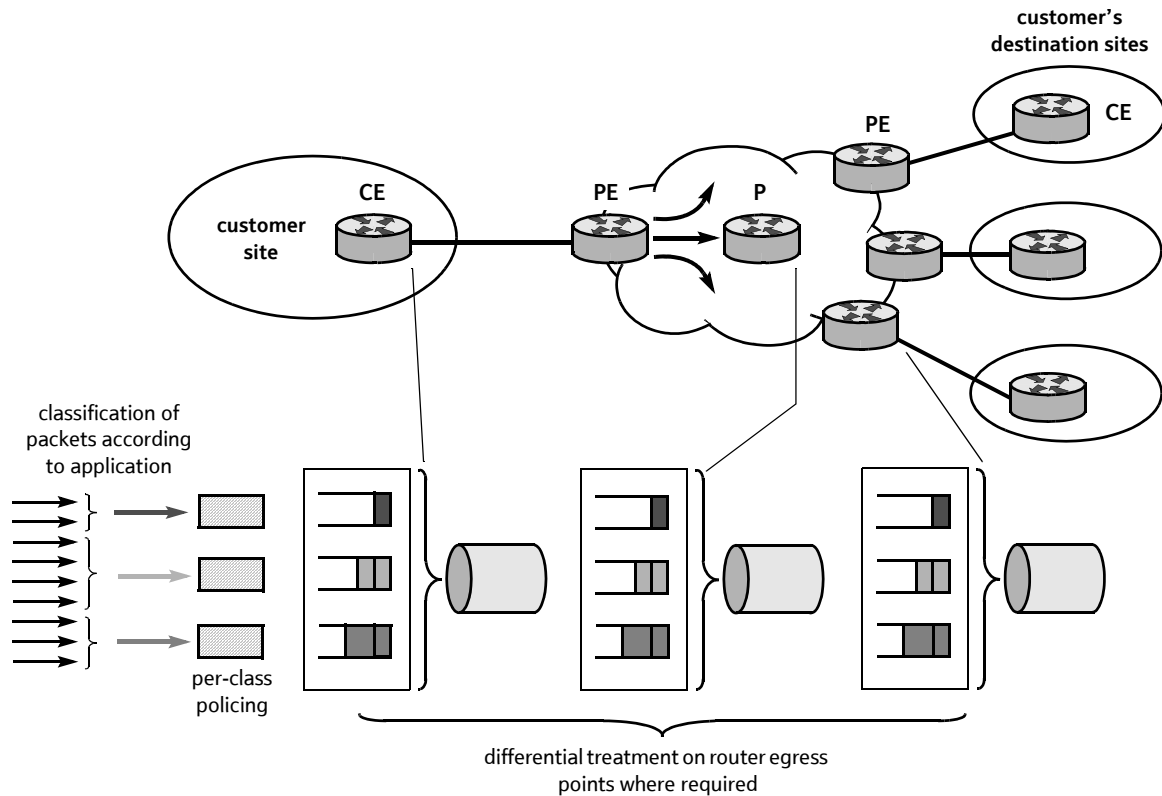 customer's
destination sites
CE
PE
CE
PE
P
customer
site
classification of
packets according
to application
per-class
policing
differential treatment on router egress
points where required